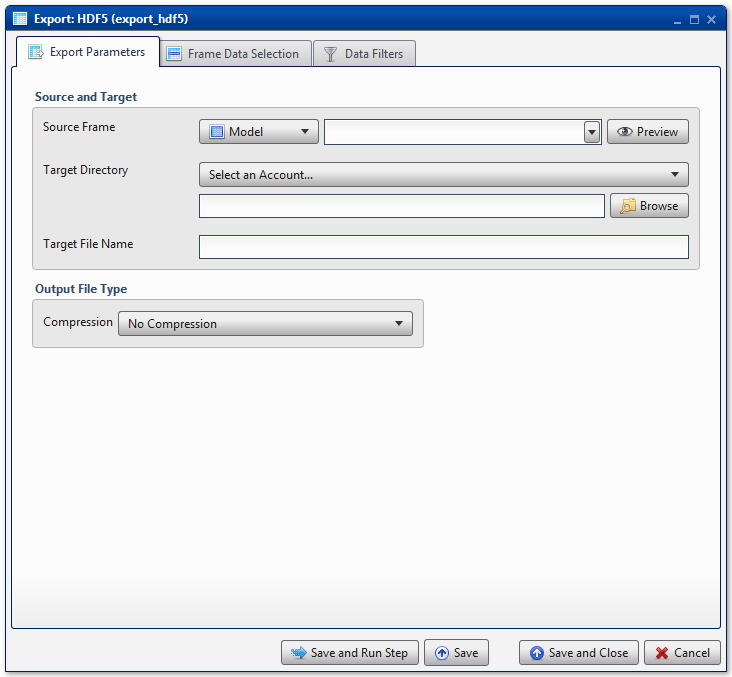 Export: HDF5 (export_hdf5)
Export Parameters Frame Data Selection Data Filters
Source and Target
Source Frame Model Preview
Target Directory Select an Account...
Browse
Target File Name
Output File Type
Compression No Compression
Save and Run Step Save Save and Close Cancel